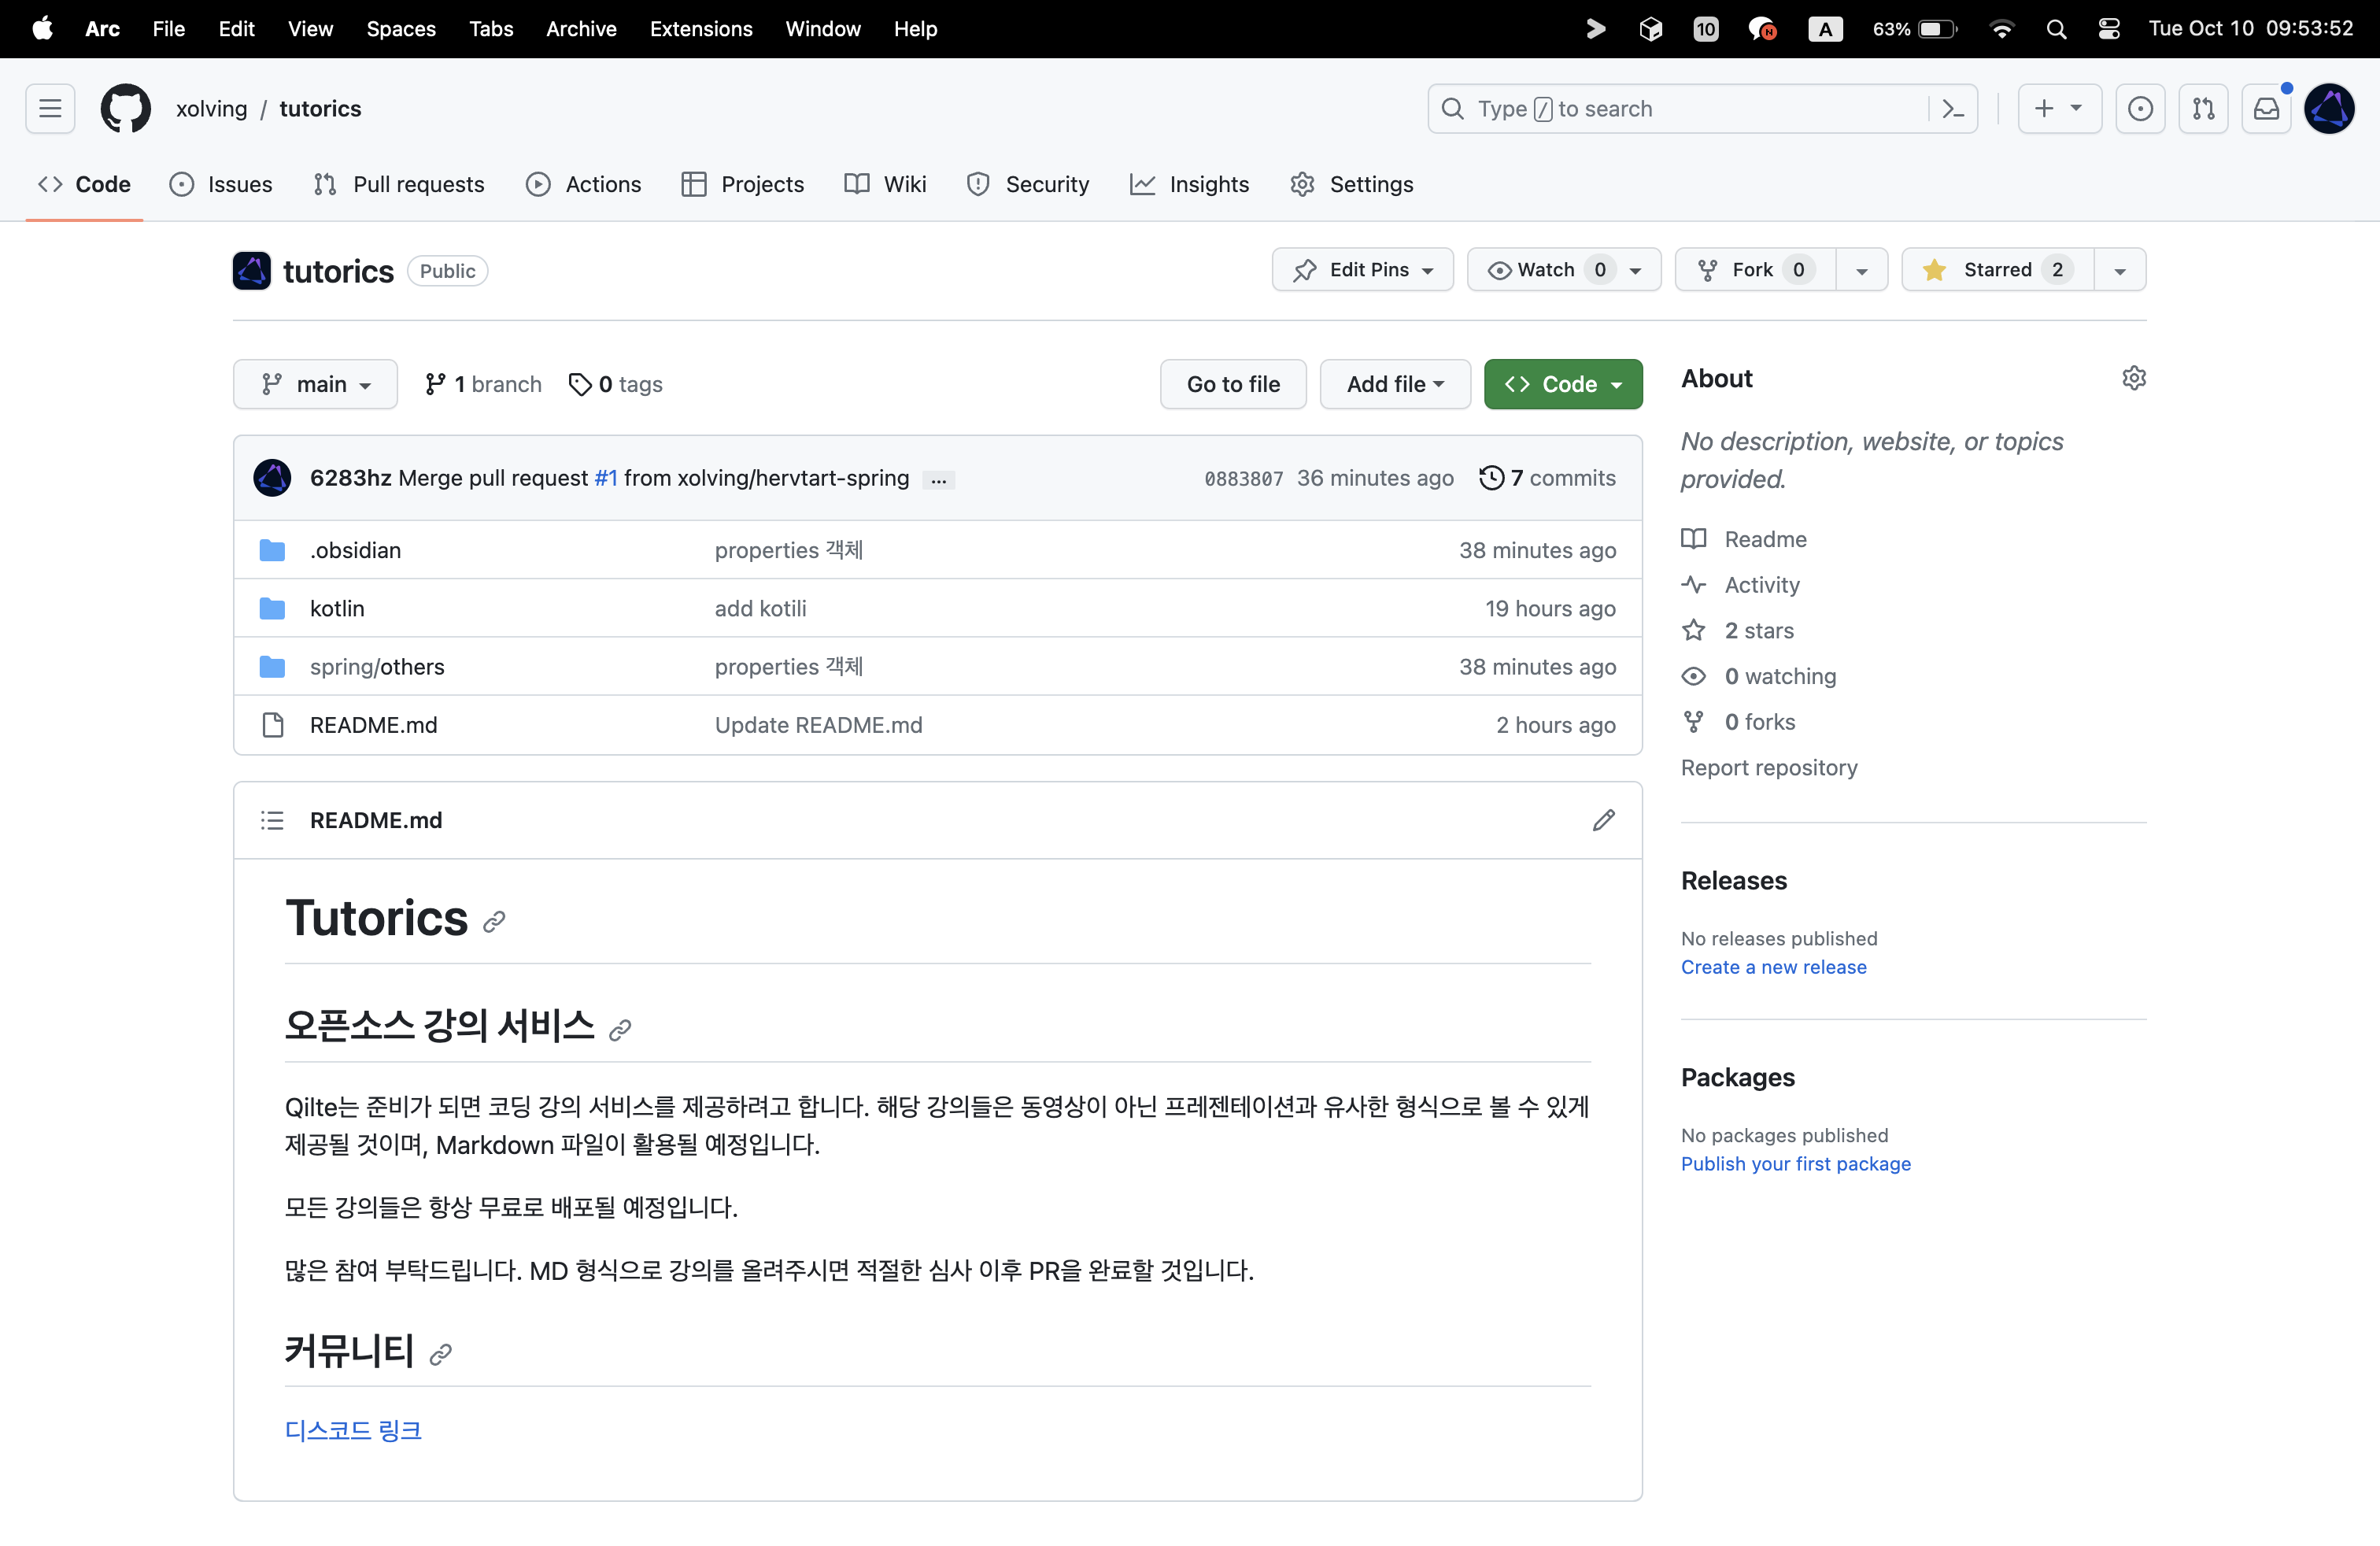 Arc File Edit View Spaces Tabs Archive Extensions Window Help 10 N A 63% Tue Oct 10 09:53:52
xolving / tutorics Type / to search
Code Issues Pull requests Actions Projects Wiki Security Insights Settings
tutorics Public Edit Pins Watch 0 Fork 0 Starred 2
main 1 branch 0 tags Go to file Add file Code
6283hz Merge pull request #1 from xolving/hervtart-spring ... 0883807 36 minutes ago 7 commits
.obsidian properties 객체 38 minutes ago
kotlin add kotili 19 hours ago
spring/others properties 객체 38 minutes ago
README.md Update README.md 2 hours ago
README.md
Tutorics
오픈소스 강의 서비스
Qilte는 준비가 되면 코딩 강의 서비스를 제공하려고 합니다. 해당 강의들은 동영상이 아닌 프레젠테이션과 유사한 형식으로 볼 수 있게
제공될 것이며, Markdown 파일이 활용될 예정입니다.
모든 강의들은 항상 무료로 배포될 예정입니다.
많은 참여 부탁드립니다. MD 형식으로 강의를 올려주시면 적절한 심사 이후 PR을 완료할 것입니다.
커뮤니티
디스코드 링크
About
No description, website, or topics
provided.
Readme
Activity
2 stars
0 watching
0 forks
Report repository
Releases
No releases published
Create a new release
Packages
No packages published
Publish your first package